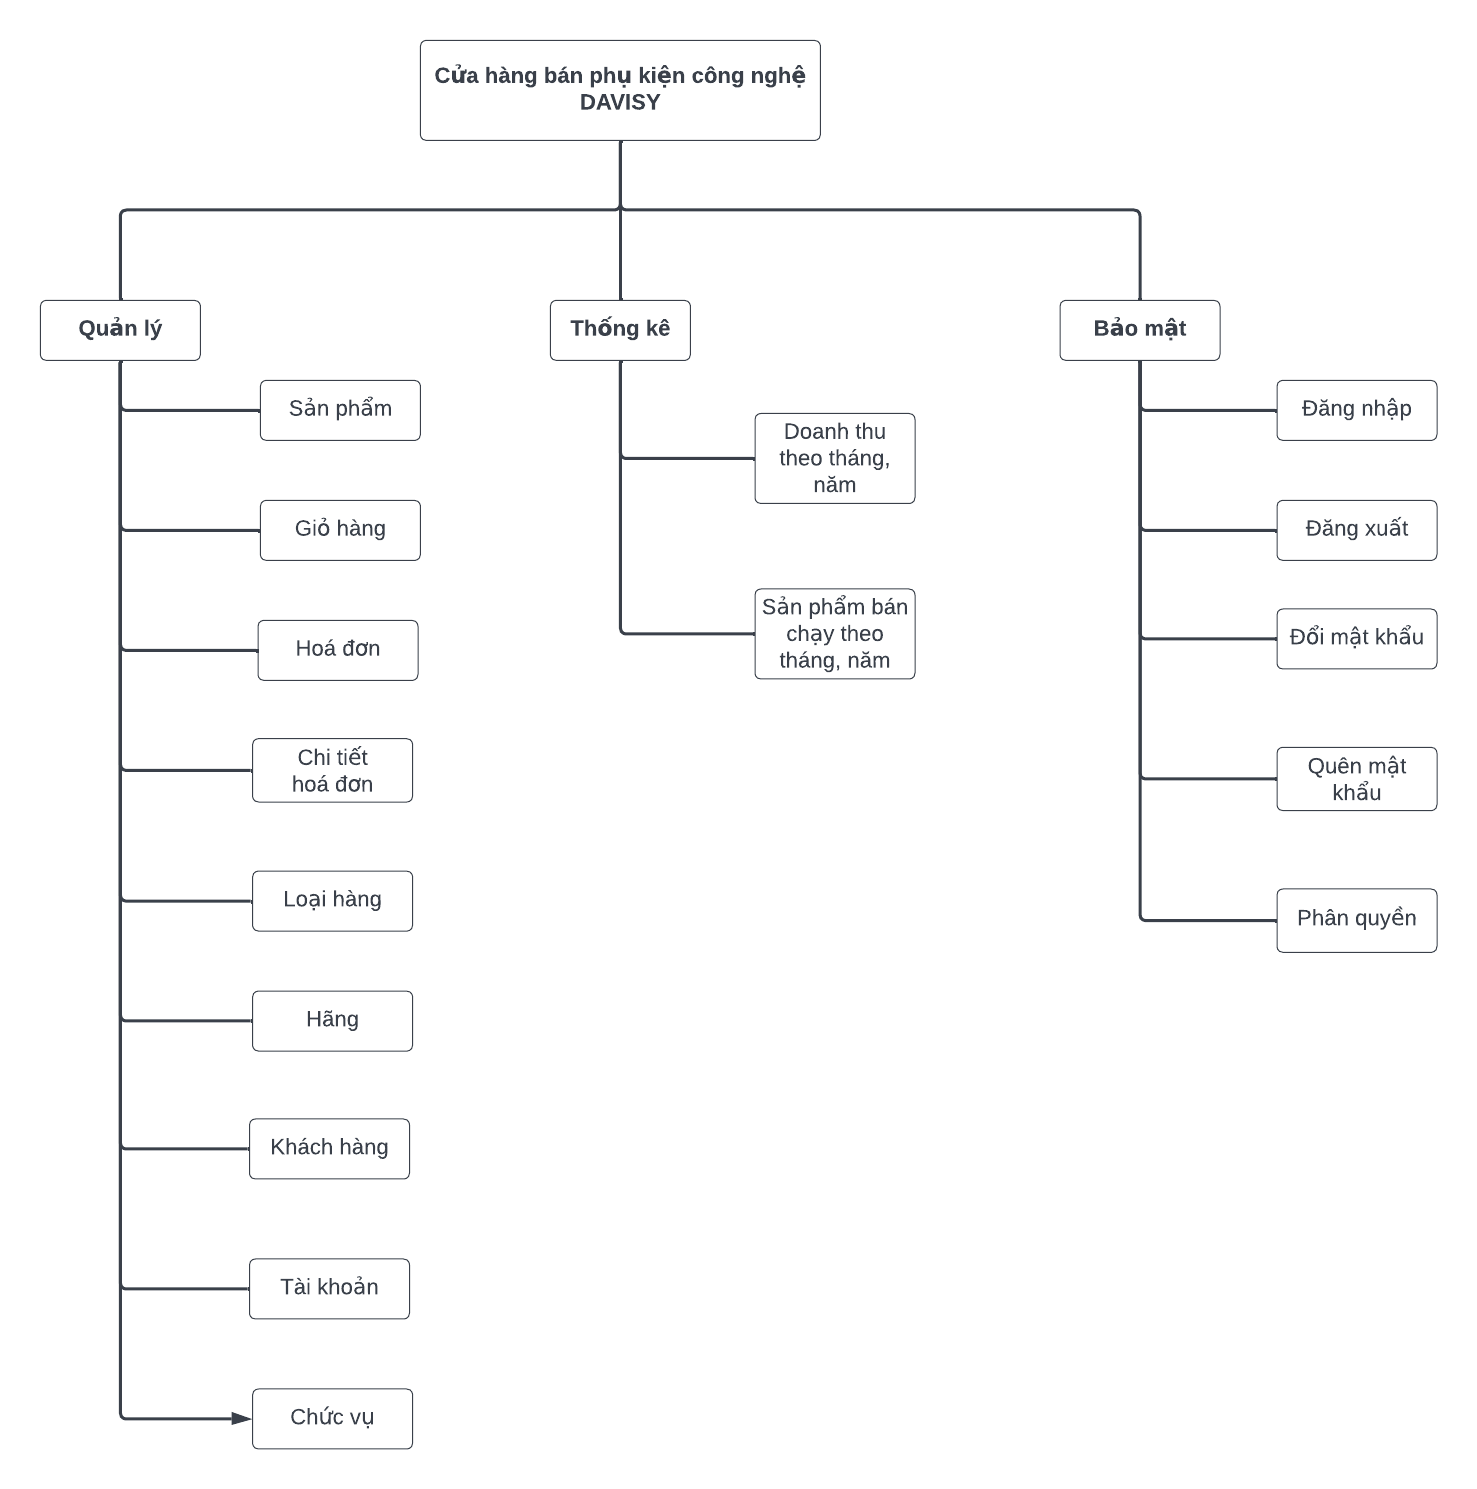 Cửa hàng bán phụ kiện công nghệ
DAVISY
Quản lý
Thống kê
Bảo mật
Sản phẩm
Giỏ hàng
Hoá đơn
Chi tiết
hoá đơn
Loại hàng
Hãng
Khách hàng
Tài khoản
Chức vụ
Doanh thu
theo tháng,
năm
Sản phẩm bán
chạy theo
tháng, năm
Đăng nhập
Đăng xuất
Đổi mật khẩu
Quên mật
khẩu
Phân quyền